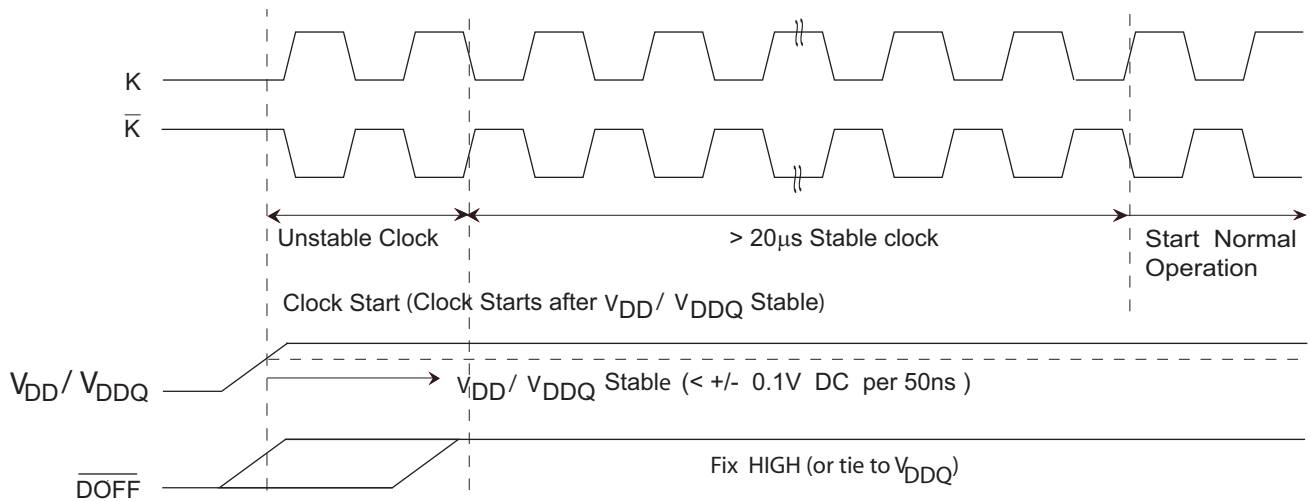 K
K̅
Unstable Clock
> 20μs Stable clock
Start Normal
Operation
Clock Start (Clock Starts after VDD / VDDQ Stable)
VDD / VDDQ
VDD / VDDQ Stable (< +/- 0.1V DC per 50ns )
Fix HIGH (or tie to VDDQ)
DOFF